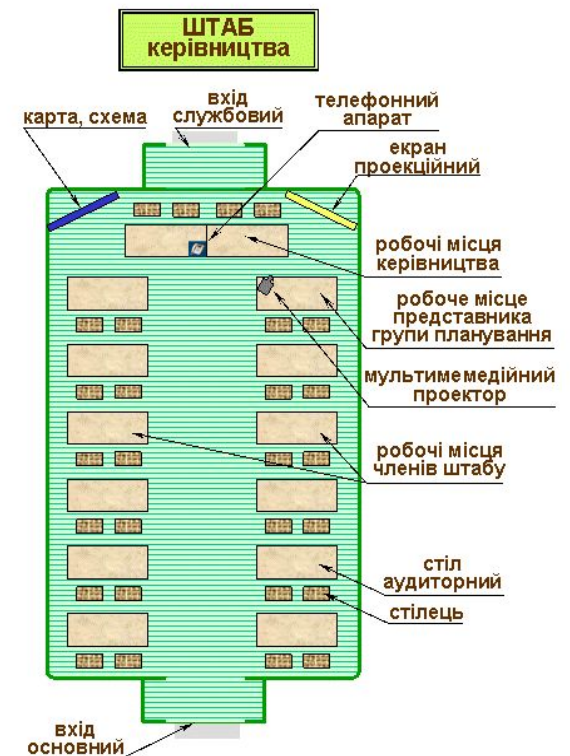 ШТАБ
керівництва
карта, схема
вхід
службовий
телефонний
апарат
екран
проекційний
робочі місця
керівництва
робоче місце
представника
групи планування
мультимемедійний
проектор
робочі місця
членів штабу
стіл
аудиторний
стілець
вхід
основний